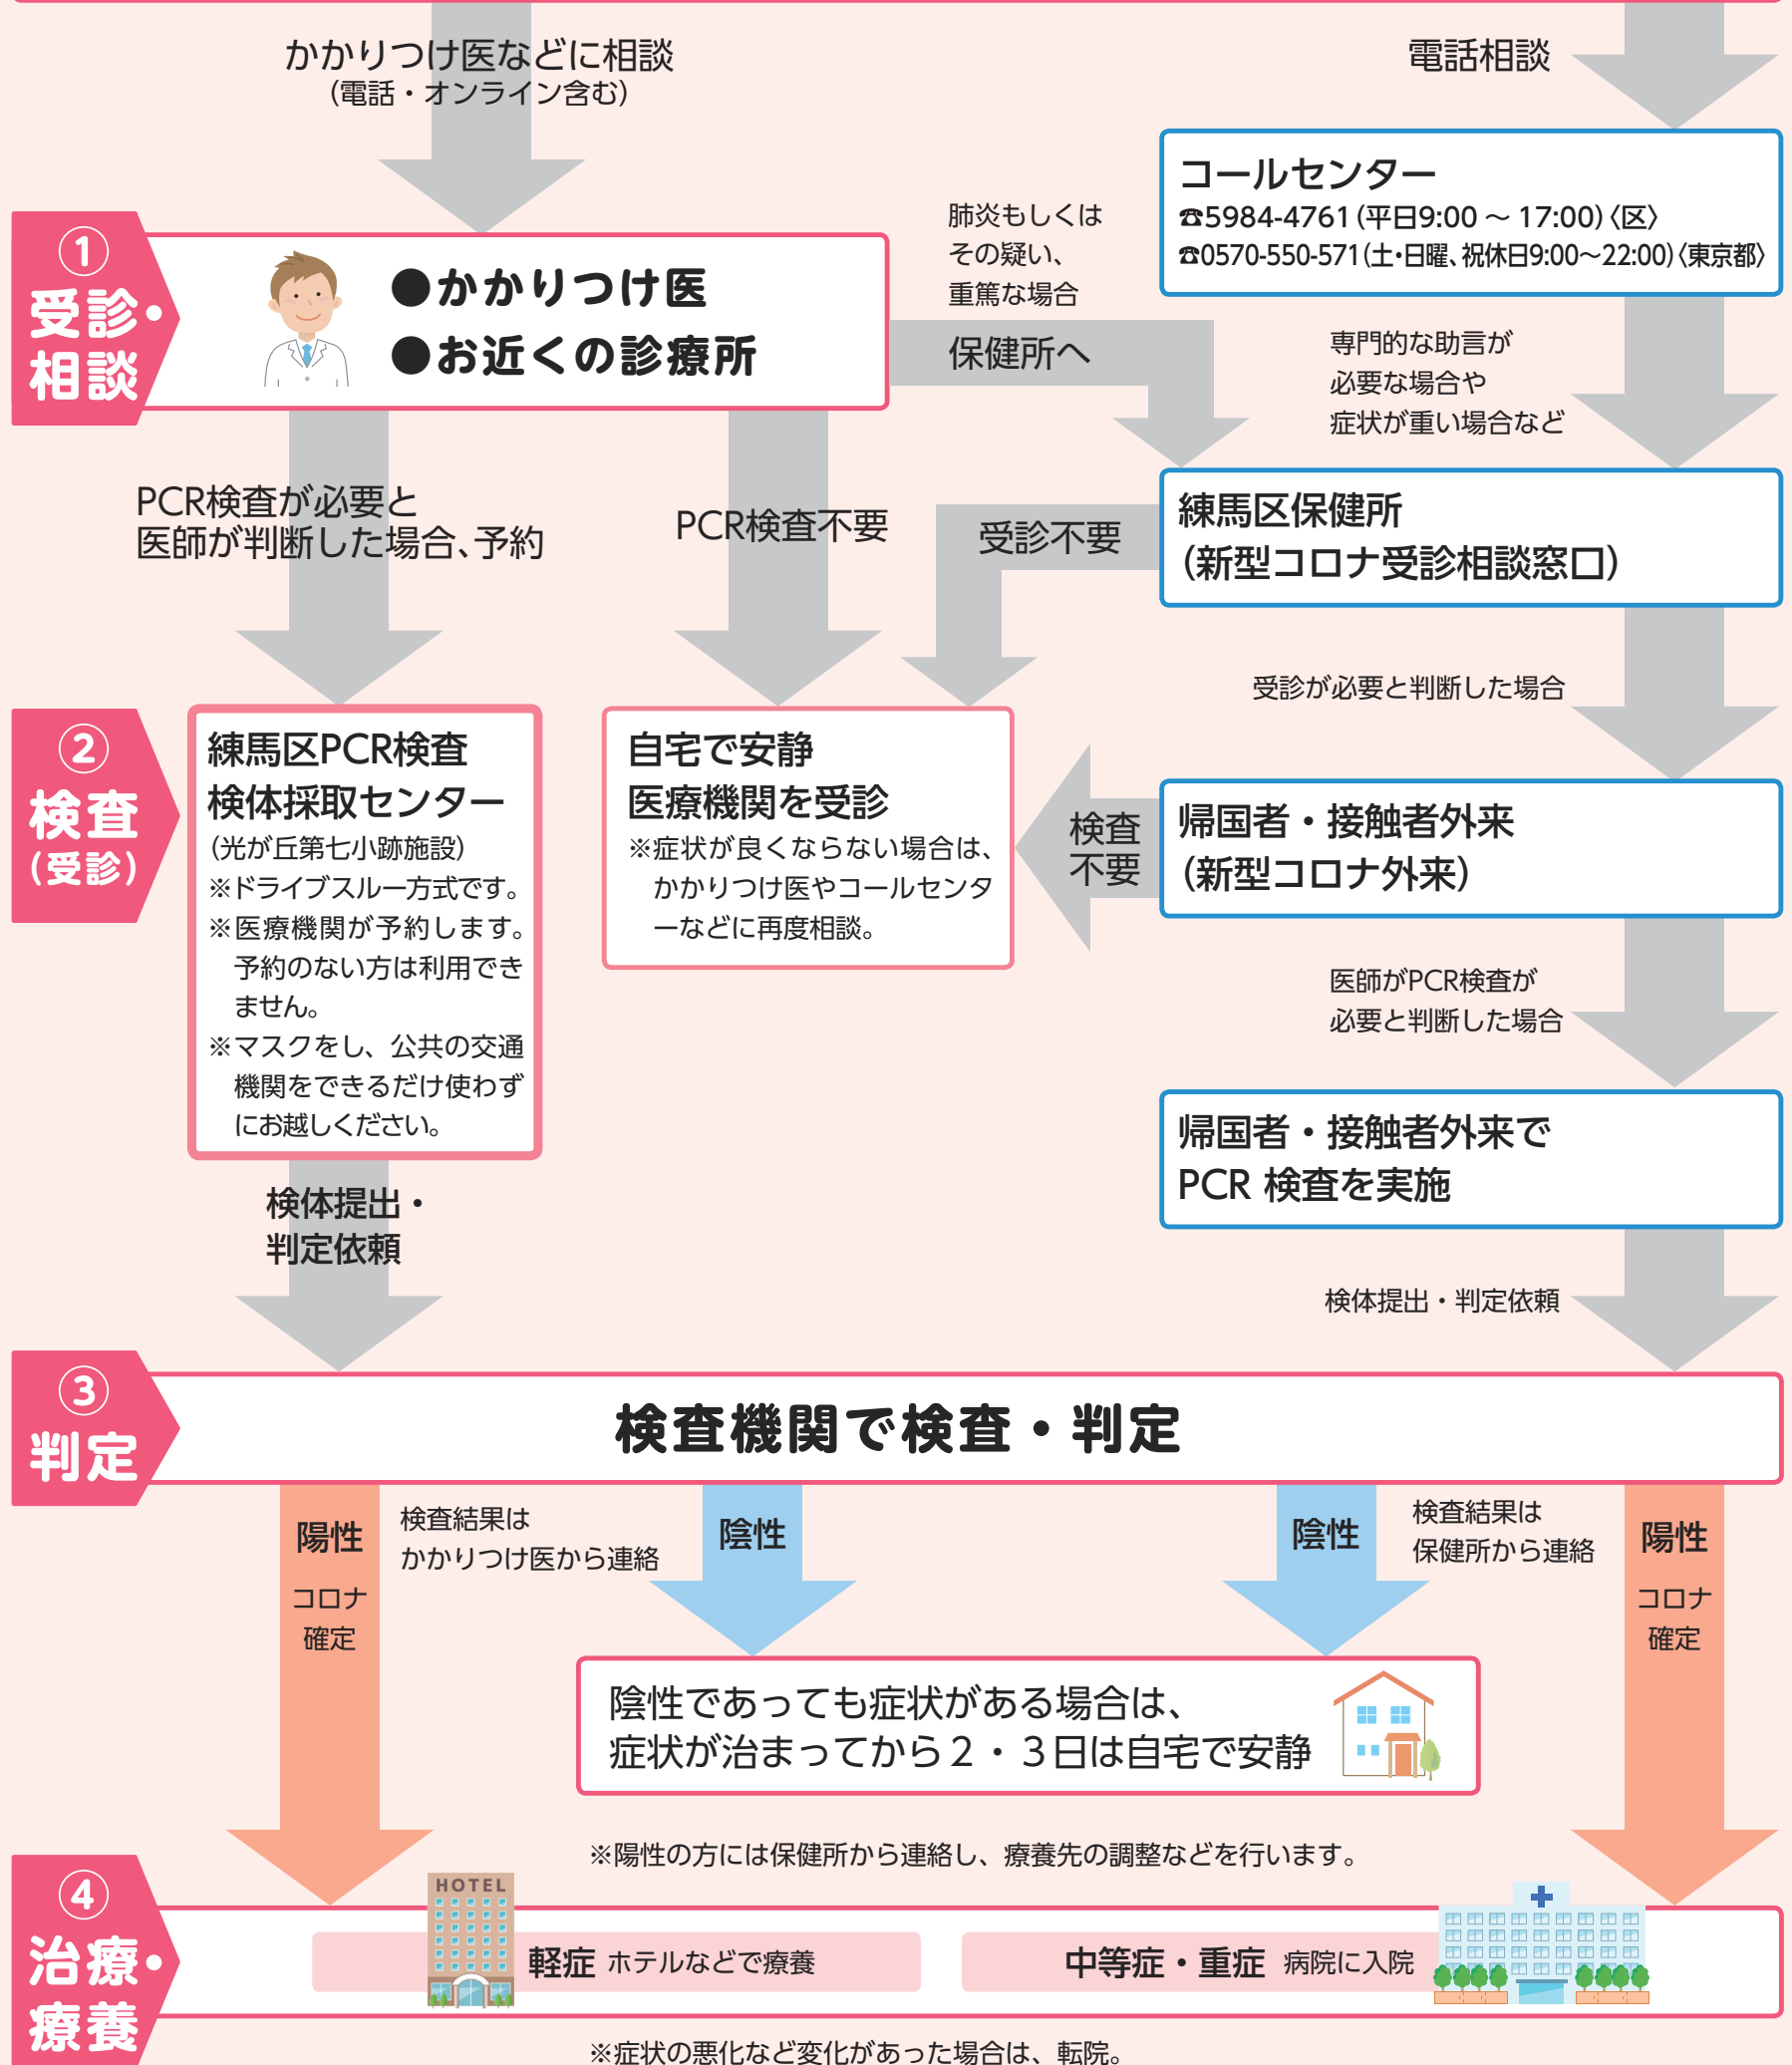 かかりつけ医などに相談
（電話・オンライン含む）
電話相談
コールセンター
☎5984-4761（平日9:00 〜 17:00）〈区〉
☎0570-550-571（土・日曜、祝休日9:00〜22:00）〈東京都〉
①
受診・
相談
●かかりつけ医
●お近くの診療所
肺炎もしくは
その疑い、
重篤な場合
保健所へ
専門的な助言が
必要な場合や
症状が重い場合など
PCR検査が必要と
医師が判断した場合、予約
PCR検査不要
受診不要
練馬区保健所
（新型コロナ受診相談窓口）
受診が必要と判断した場合
②
検査
（受診）
練馬区PCR検査
検体採取センター
（光が丘第七小跡施設）
※ドライブスルー方式です。
※医療機関が予約します。
予約のない方は利用でき
ません。
※マスクをし、公共の交通
機関をできるだけ使わず
にお越しください。
自宅で安静
医療機関を受診
※症状が良くならない場合は、
かかりつけ医やコールセンタ
ーなどに再度相談。
検査
不要
帰国者・接触者外来
（新型コロナ外来）
医師がPCR検査が
必要と判断した場合
帰国者・接触者外来で
PCR 検査を実施
検体提出・
判定依頼
検体提出・判定依頼
③
判定
検査機関で検査・判定
陽性
コロナ
確定
検査結果は
かかりつけ医から連絡
陰性
陰性
検査結果は
保健所から連絡
陽性
コロナ
確定
陰性であっても症状がある場合は、
症状が治まってから２・３日は自宅で安静
※陽性の方には保健所から連絡し、療養先の調整などを行います。
④
治療・
療養
HOTEL
軽症 ホテルなどで療養
中等症・重症 病院に入院
※症状の悪化など変化があった場合は、転院。